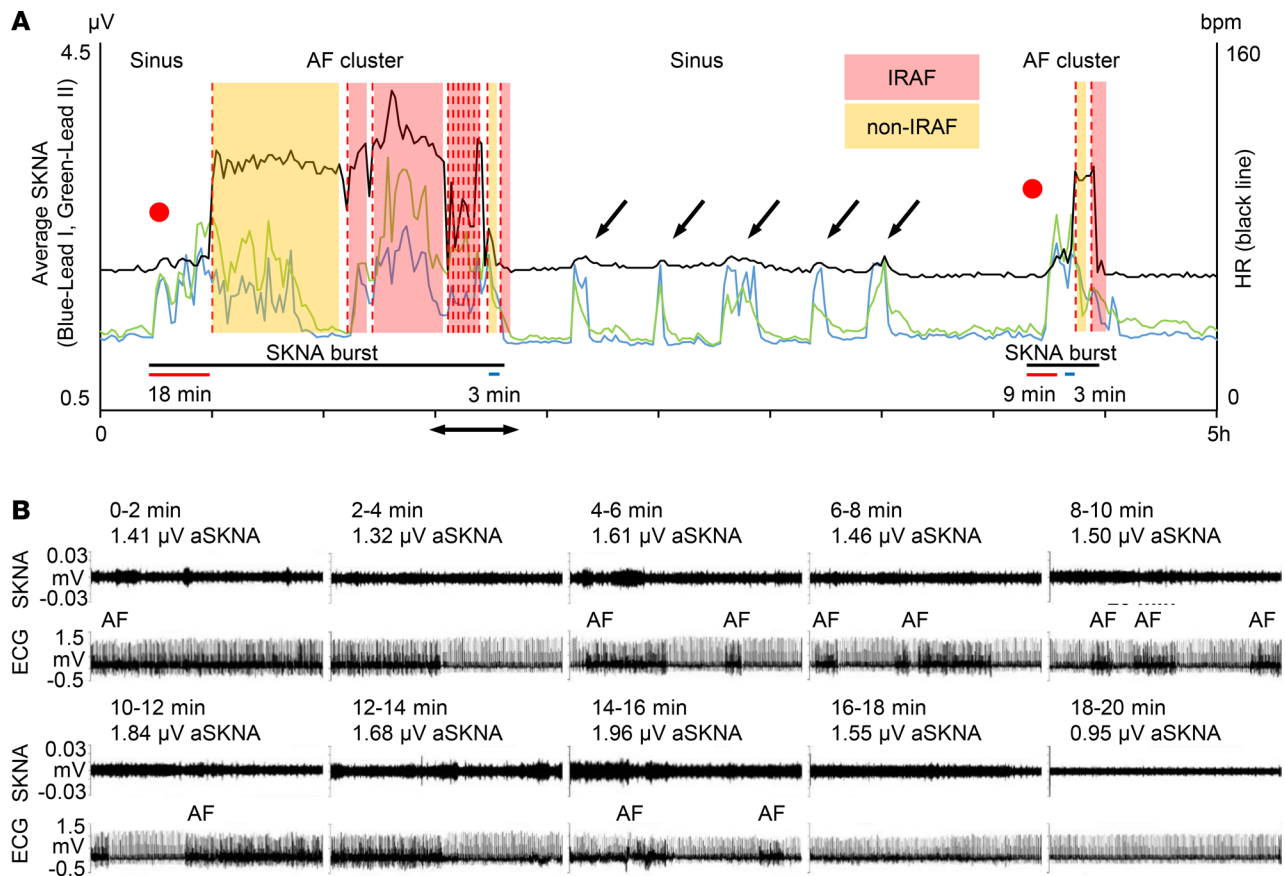 A
µV
bpm
4.5
Sinus
AF cluster
Sinus
AF cluster
160
IRAF
non-IRAF
Average SKNA
(Blue-Lead I, Green-Lead II)
HR (black line)
SKNA burst
SKNA burst
18 min
3 min
9 min
3 min
0.5
0
0
5h
B
0-2 min
2-4 min
4-6 min
6-8 min
8-10 min
1.41 µV aSKNA
1.32 µV aSKNA
1.61 µV aSKNA
1.46 µV aSKNA
1.50 µV aSKNA
SKNA
0.03
mV
-0.03
AF
AF
AF
AF
AF
AF
AF
AF
ECG
1.5
mV
-0.5
10-12 min
12-14 min
14-16 min
16-18 min
18-20 min
1.84 µV aSKNA
1.68 µV aSKNA
1.96 µV aSKNA
1.55 µV aSKNA
0.95 µV aSKNA
SKNA
0.03
mV
-0.03
AF
AF
AF
ECG
1.5
mV
-0.5